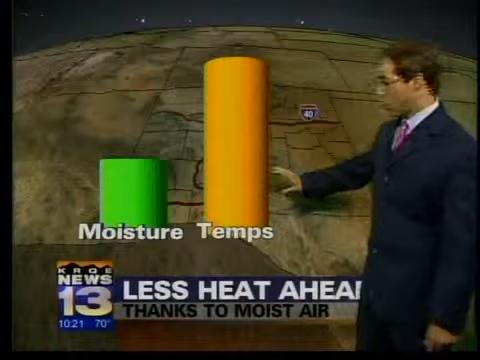 40
Moisture Temps
KRQE
NEWS
13
10:21 70°
LESS HEAT AHEA
THANKS TO MOIST AIR